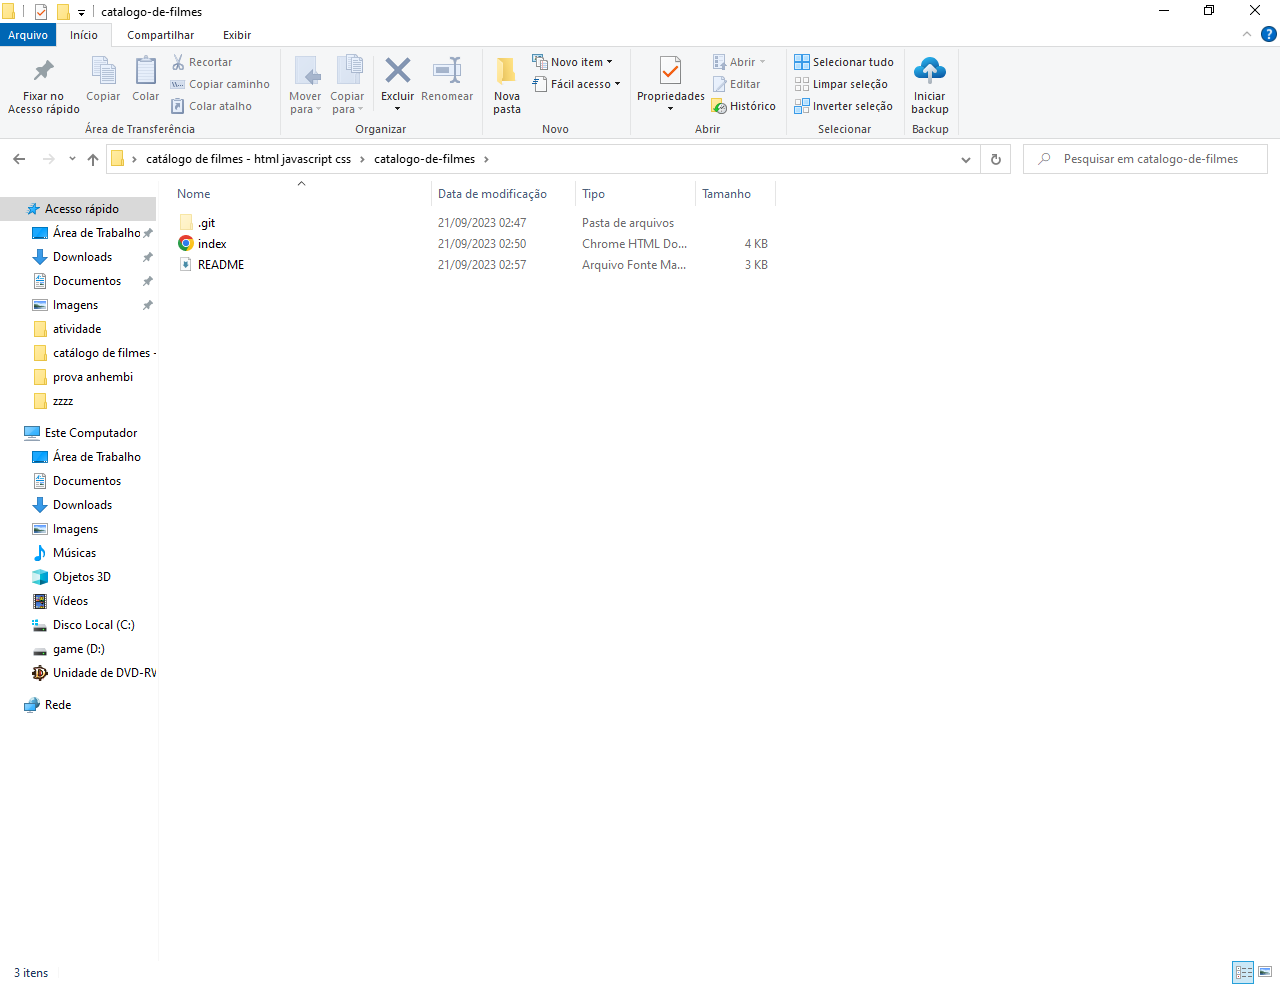 catalogo-de-filmes
Arquivo
Início
Compartilhar
Exibir
Fixar no
Acesso rápido
Copiar
Colar
Recortar
Copiar caminho
Colar atalho
Área de Transferência
Mover
para
Copiar
para
Excluir
Renomear
Organizar
Nova
pasta
Novo item
Fácil acesso
Novo
Propriedades
Abrir
Editar
Histórico
Abrir
Selecionar tudo
Limpar seleção
Inverter seleção
Selecionar
Iniciar
backup
Backup
catálogo de filmes - html javascript css > catalogo-de-filmes >
Pesquisar em catalogo-de-filmes
Nome Data de modificação Tipo Tamanho
.git 21/09/2023 02:47 Pasta de arquivos
index 21/09/2023 02:50 Chrome HTML Do... 4 KB
README 21/09/2023 02:57 Arquivo Fonte Ma... 3 KB
Acesso rápido
Área de Trabalho
Downloads
Documentos
Imagens
atividade
catálogo de filmes -
prova anhembi
zzzz
Este Computador
Área de Trabalho
Documentos
Downloads
Imagens
Músicas
Objetos 3D
Vídeos
Disco Local (C:)
game (D:)
Unidade de DVD-RW
Rede
3 itens